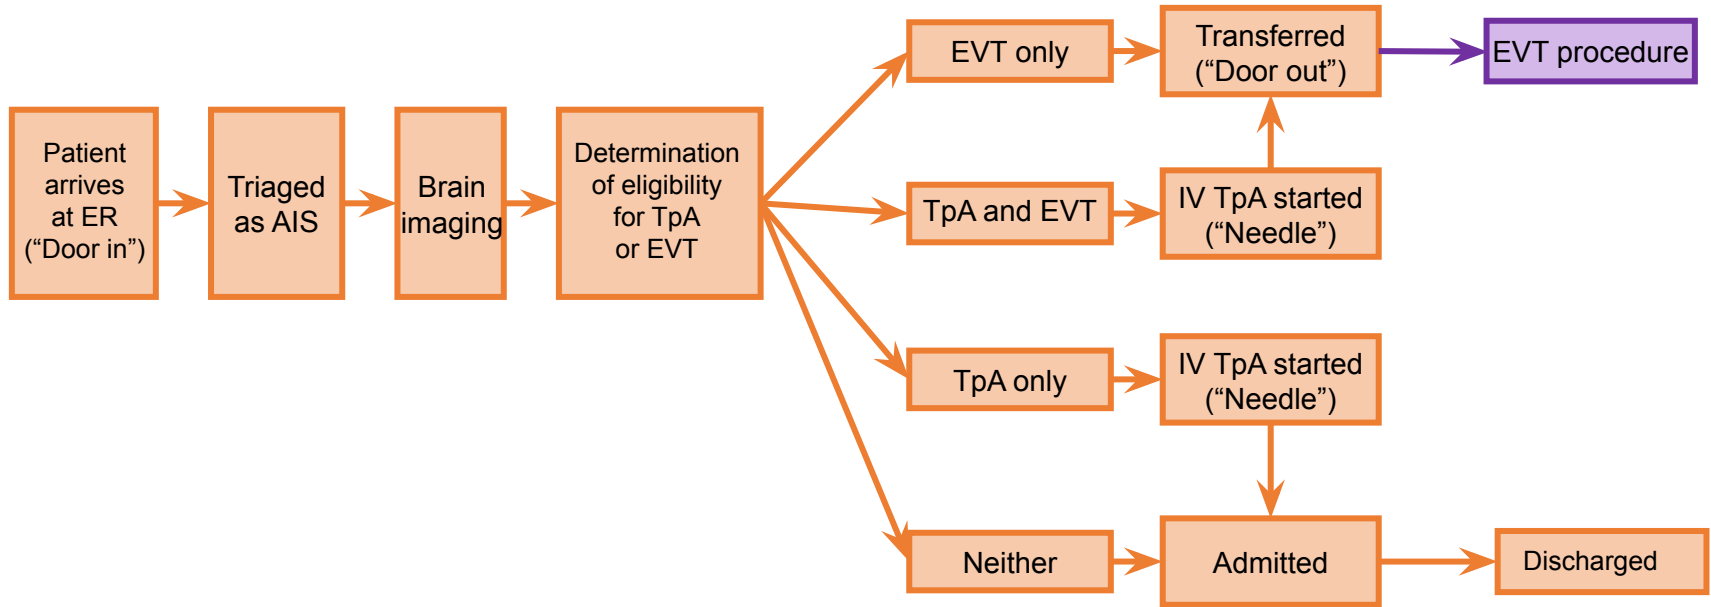 Patient
arrives
at ER
(“Door in”)
Triaged
as AIS
Brain
imaging
Determination
of eligibility
for TpA
or EVT
EVT only
Transferred
(“Door out”)
EVT procedure
TpA and EVT
IV TpA started
(“Needle”)
TpA only
IV TpA started
(“Needle”)
Neither
Admitted
Discharged